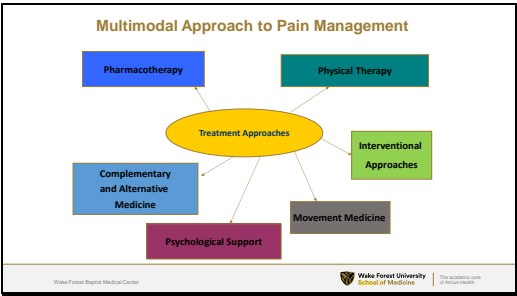 Multimodal Approach to Pain Management
Pharmacotherapy
Physical Therapy
Treatment Approaches
Interventional
Approaches
Complementary
and Alternative
Medicine
Movement Medicine
Psychological Support
Wake Forest Baptist Medical Center
Wake Forest University
School of Medicine
The academic core
of Atrium Health